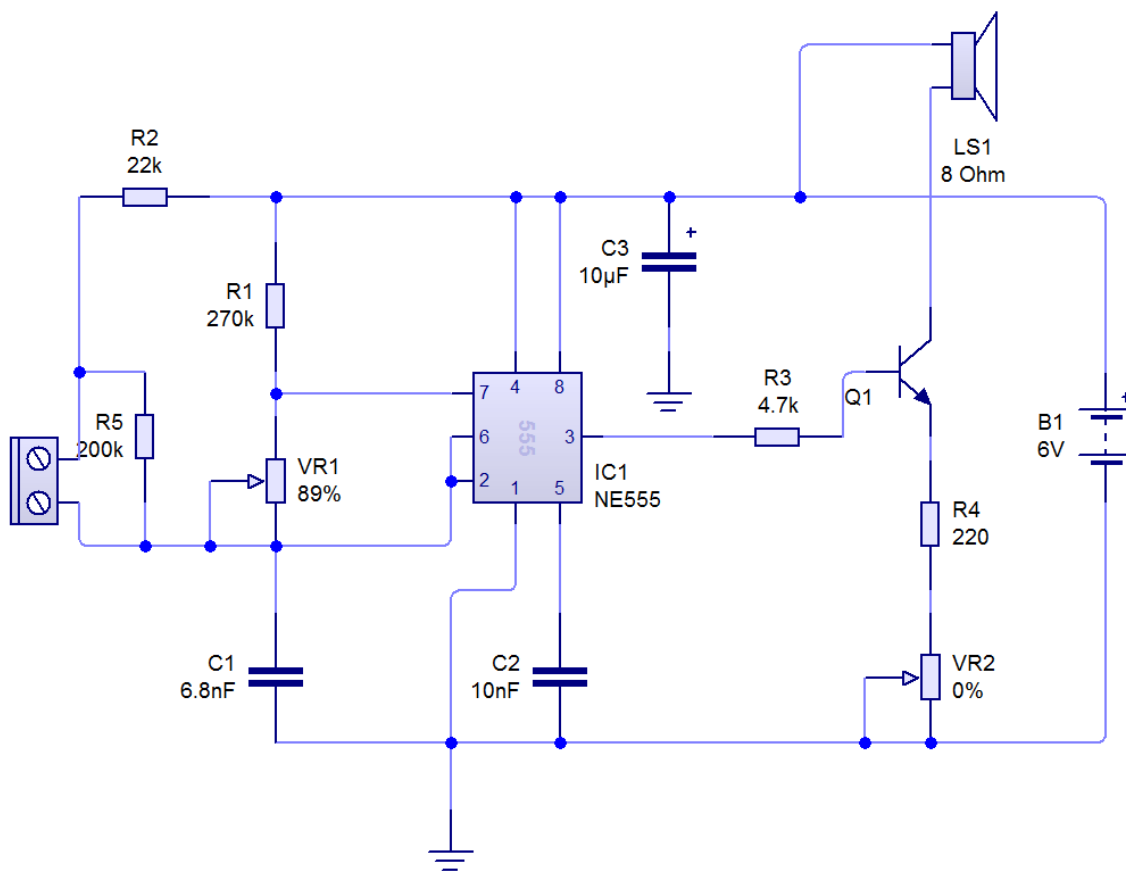 R2
22k
LS1
8 Ohm
+
C3
10µF
R1
270k
7
4
8
6
555
3
2
1
5
IC1
NE555
R3
4.7k
Q1
+
B1
6V
R5
200k
VR1
89%
R4
220
C1
6.8nF
C2
10nF
VR2
0%